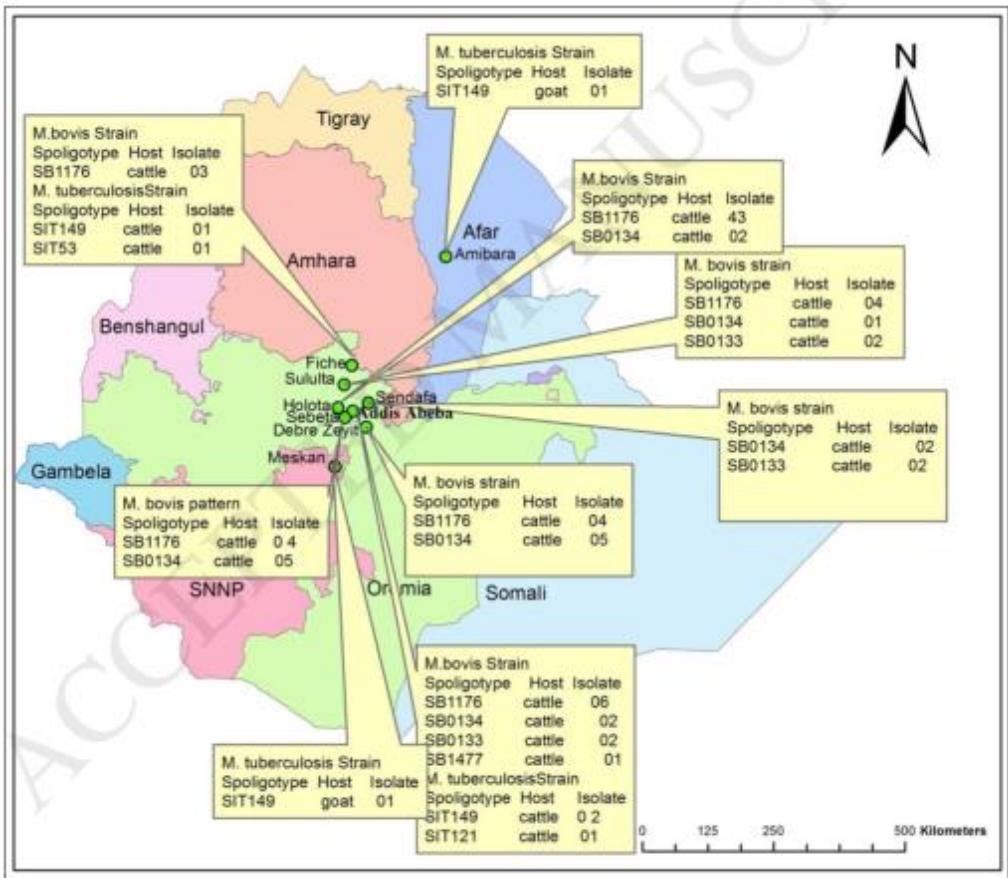 M. tuberculosis Strain
Spoligotype Host Isolate
SIT149 goat 01
N
Tigray
M.bovis Strain
Spoligotype Host Isolate
SB1176 cattle 03
M. tuberculosisStrain
Spoligotype Host Isolate
SIT149 cattle 01
SIT53 cattle 01
M.bovis Strain
Spoligotype Host Isolate
SB1176 cattle 43
SB0134 cattle 02
Afar
Amibara
Amhara
M. bovis strain
Spoligotype Host Isolate
SB1176 cattle 04
SB0134 cattle 01
SB0133 cattle 02
Benshangul
Fiche
Sululta
Holota
Sendafa
Sebeta
Addis Abeba
Debre Zeyit
Meskan
M. bovis strain
Spoligotype Host Isolate
SB0134 cattle 02
SB0133 cattle 02
Gambela
M. bovis pattern
Spoligotype Host Isolate
SB1176 cattle 0 4
SB0134 cattle 05
M. bovis strain
Spoligotype Host Isolate
SB1176 cattle 04
SB0134 cattle 05
SNNP
Or mia
Somali
M.bovis Strain
Spoligotype Host Isolate
SB1176 cattle 06
SB0134 cattle 02
SB0133 cattle 02
SB1477 cattle 01
M. tuberculosisStrain
Spoligotype Host Isolate
SIT149 cattle 0 2
SIT121 cattle 01
M. tuberculosis Strain
Spoligotype Host Isolate
SIT149 goat 01
0 125 250 500 Kilometers
ACCEPTED MANUSCRI